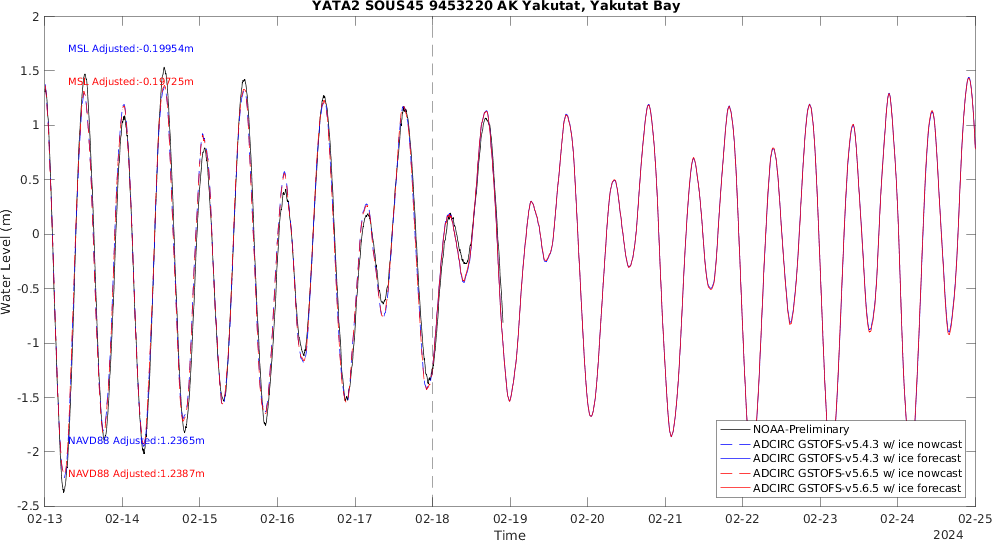 YATA2 SOUS45 9453220 AK Yakutat, Yakutat Bay
2
1.5
1
0.5
0
-0.5
-1
-1.5
-2
-2.5
Water Level (m)
MSL Adjusted:-0.19954m
MSL Adjusted:-0.19725m
NAVD88 Adjusted:1.2365m
NAVD88 Adjusted:1.2387m
NOAA-Preliminary
ADCIRC GSTOFS-v5.4.3 w/ ice nowcast
ADCIRC GSTOFS-v5.4.3 w/ ice forecast
ADCIRC GSTOFS-v5.6.5 w/ ice nowcast
ADCIRC GSTOFS-v5.6.5 w/ ice forecast
02-13 02-14 02-15 02-16 02-17 02-18 02-19 02-20 02-21 02-22 02-23 02-24 02-25
Time
2024